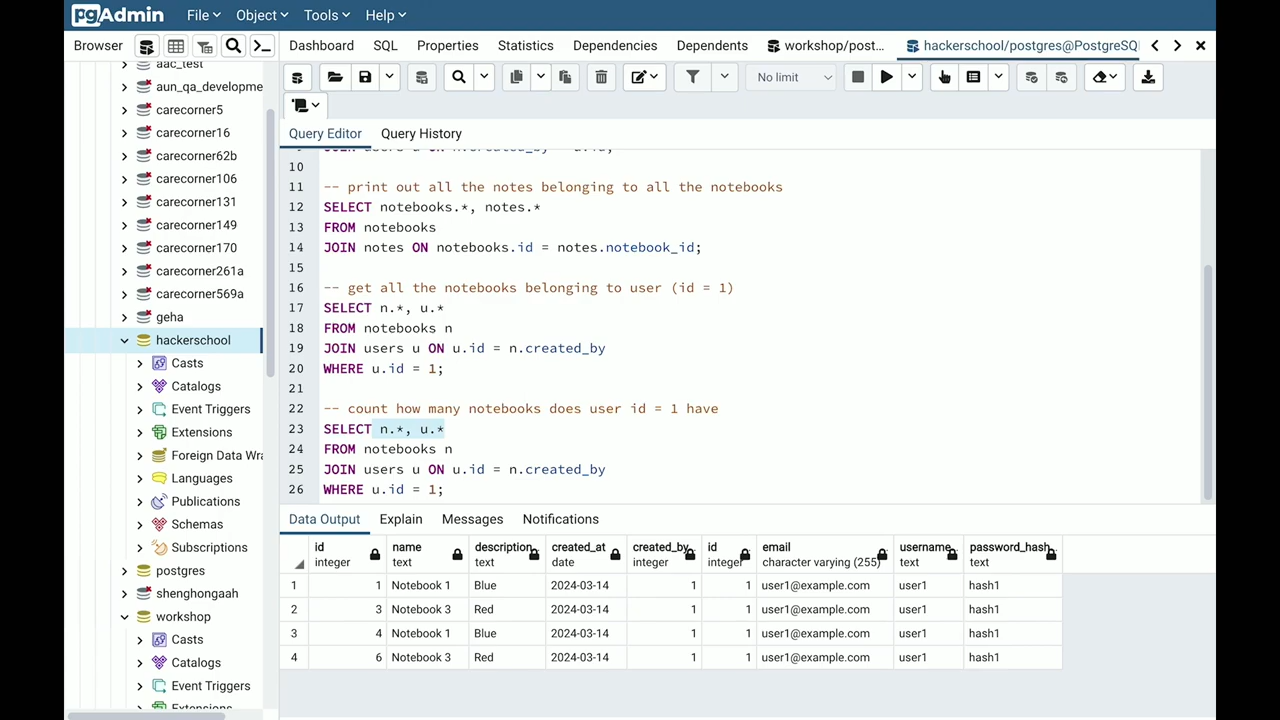 pgAdmin File Object Tools Help
Browser Dashboard SQL Properties Statistics Dependencies Dependents workshop/post... hackerschool/postgres@PostgreSQ
No limit
Query Editor Query History
aac_test
aun_qa_developme
carecorner5
carecorner16
carecorner62b
carecorner106
carecorner131
carecorner149
carecorner170
carecorner261a
carecorner569a
geha
hackerschool
Casts
Catalogs
Event Triggers
Extensions
Foreign Data Wra
Languages
Publications
Schemas
Subscriptions
postgres
shenghongaah
workshop
Casts
Catalogs
Event Triggers
Extensions
9 JOIN users u ON n.created_by = u.id;
10
11 -- print out all the notes belonging to all the notebooks
12 SELECT notebooks.*, notes.*
13 FROM notebooks
14 JOIN notes ON notebooks.id = notes.notebook_id;
15
16 -- get all the notebooks belonging to user (id = 1)
17 SELECT n.*, u.*
18 FROM notebooks n
19 JOIN users u ON u.id = n.created_by
20 WHERE u.id = 1;
21
22 -- count how many notebooks does user id = 1 have
23 SELECT n.*, u.*
24 FROM notebooks n
25 JOIN users u ON u.id = n.created_by
26 WHERE u.id = 1;
Data Output Explain Messages Notifications
id name description created_at created_by id email username password_hash
integer text text date integer integer character varying (255) text text
1 1 Notebook 1 Blue 2024-03-14 1 1 user1@example.com user1 hash1
2 3 Notebook 3 Red 2024-03-14 1 1 user1@example.com user1 hash1
3 4 Notebook 1 Blue 2024-03-14 1 1 user1@example.com user1 hash1
4 6 Notebook 3 Red 2024-03-14 1 1 user1@example.com user1 hash1